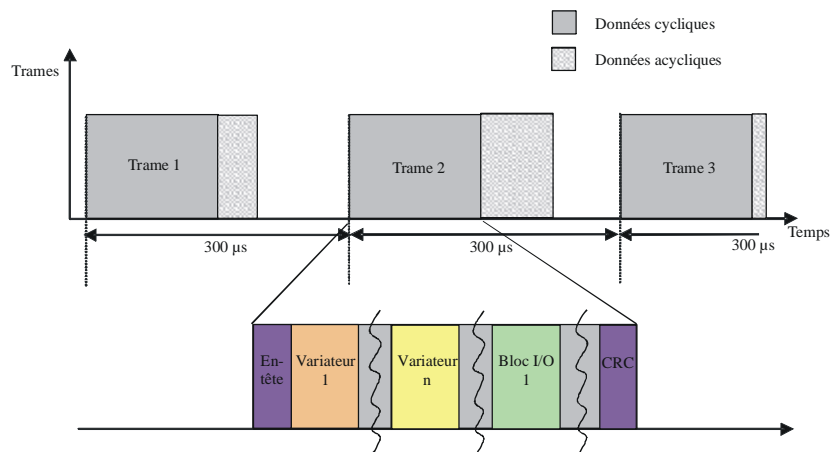 Données cycliques
Données acycliques
Trames
Trame 1
Trame 2
Trame 3
Temps
300 µs
300 µs
300 µs
En-
tête
Variateur
1
Variateur
n
Bloc I/O
1
CRC